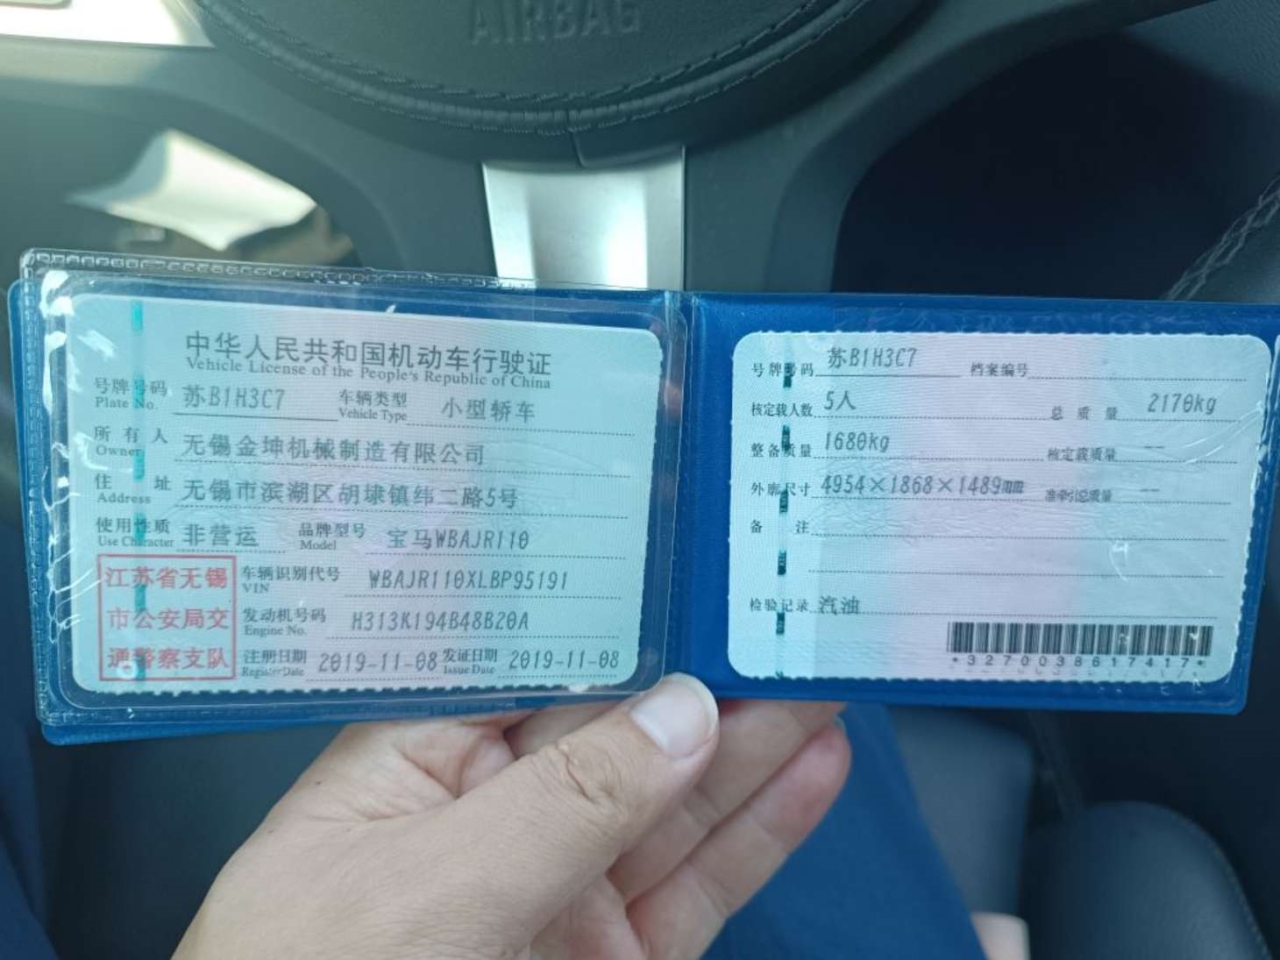 AIRBAG
中华人民共和国机动车行驶证
Vehicle License of the People's Republic of China
号牌号码 苏B1H3C7 车辆类型 小型轿车
Plate No. Vehicle Type
所有人 无锡金坤机械制造有限公司
Owner
住址 无锡市滨湖区胡埭镇纬二路5号
Address
使用性质 非营运 品牌型号 宝马WBAJR110
Use Character Model
江苏省无锡
市公安局交
通警察支队
车辆识别代号 WBAJR110XLBP95191
VIN
发动机号码 H313K194B48B20A
Engine No.
注册日期 2019-11-08 发证日期 2019-11-08
Register Date Issue Date
号牌号码 苏B1H3C7 档案编号
核定载人数 5人 总质量 2170kg
整备质量 1680kg 核定载质量 --
外廓尺寸 4954×1868×1489mm 准牵引总质量 --
备注
检验记录 汽油
*3270038617417*